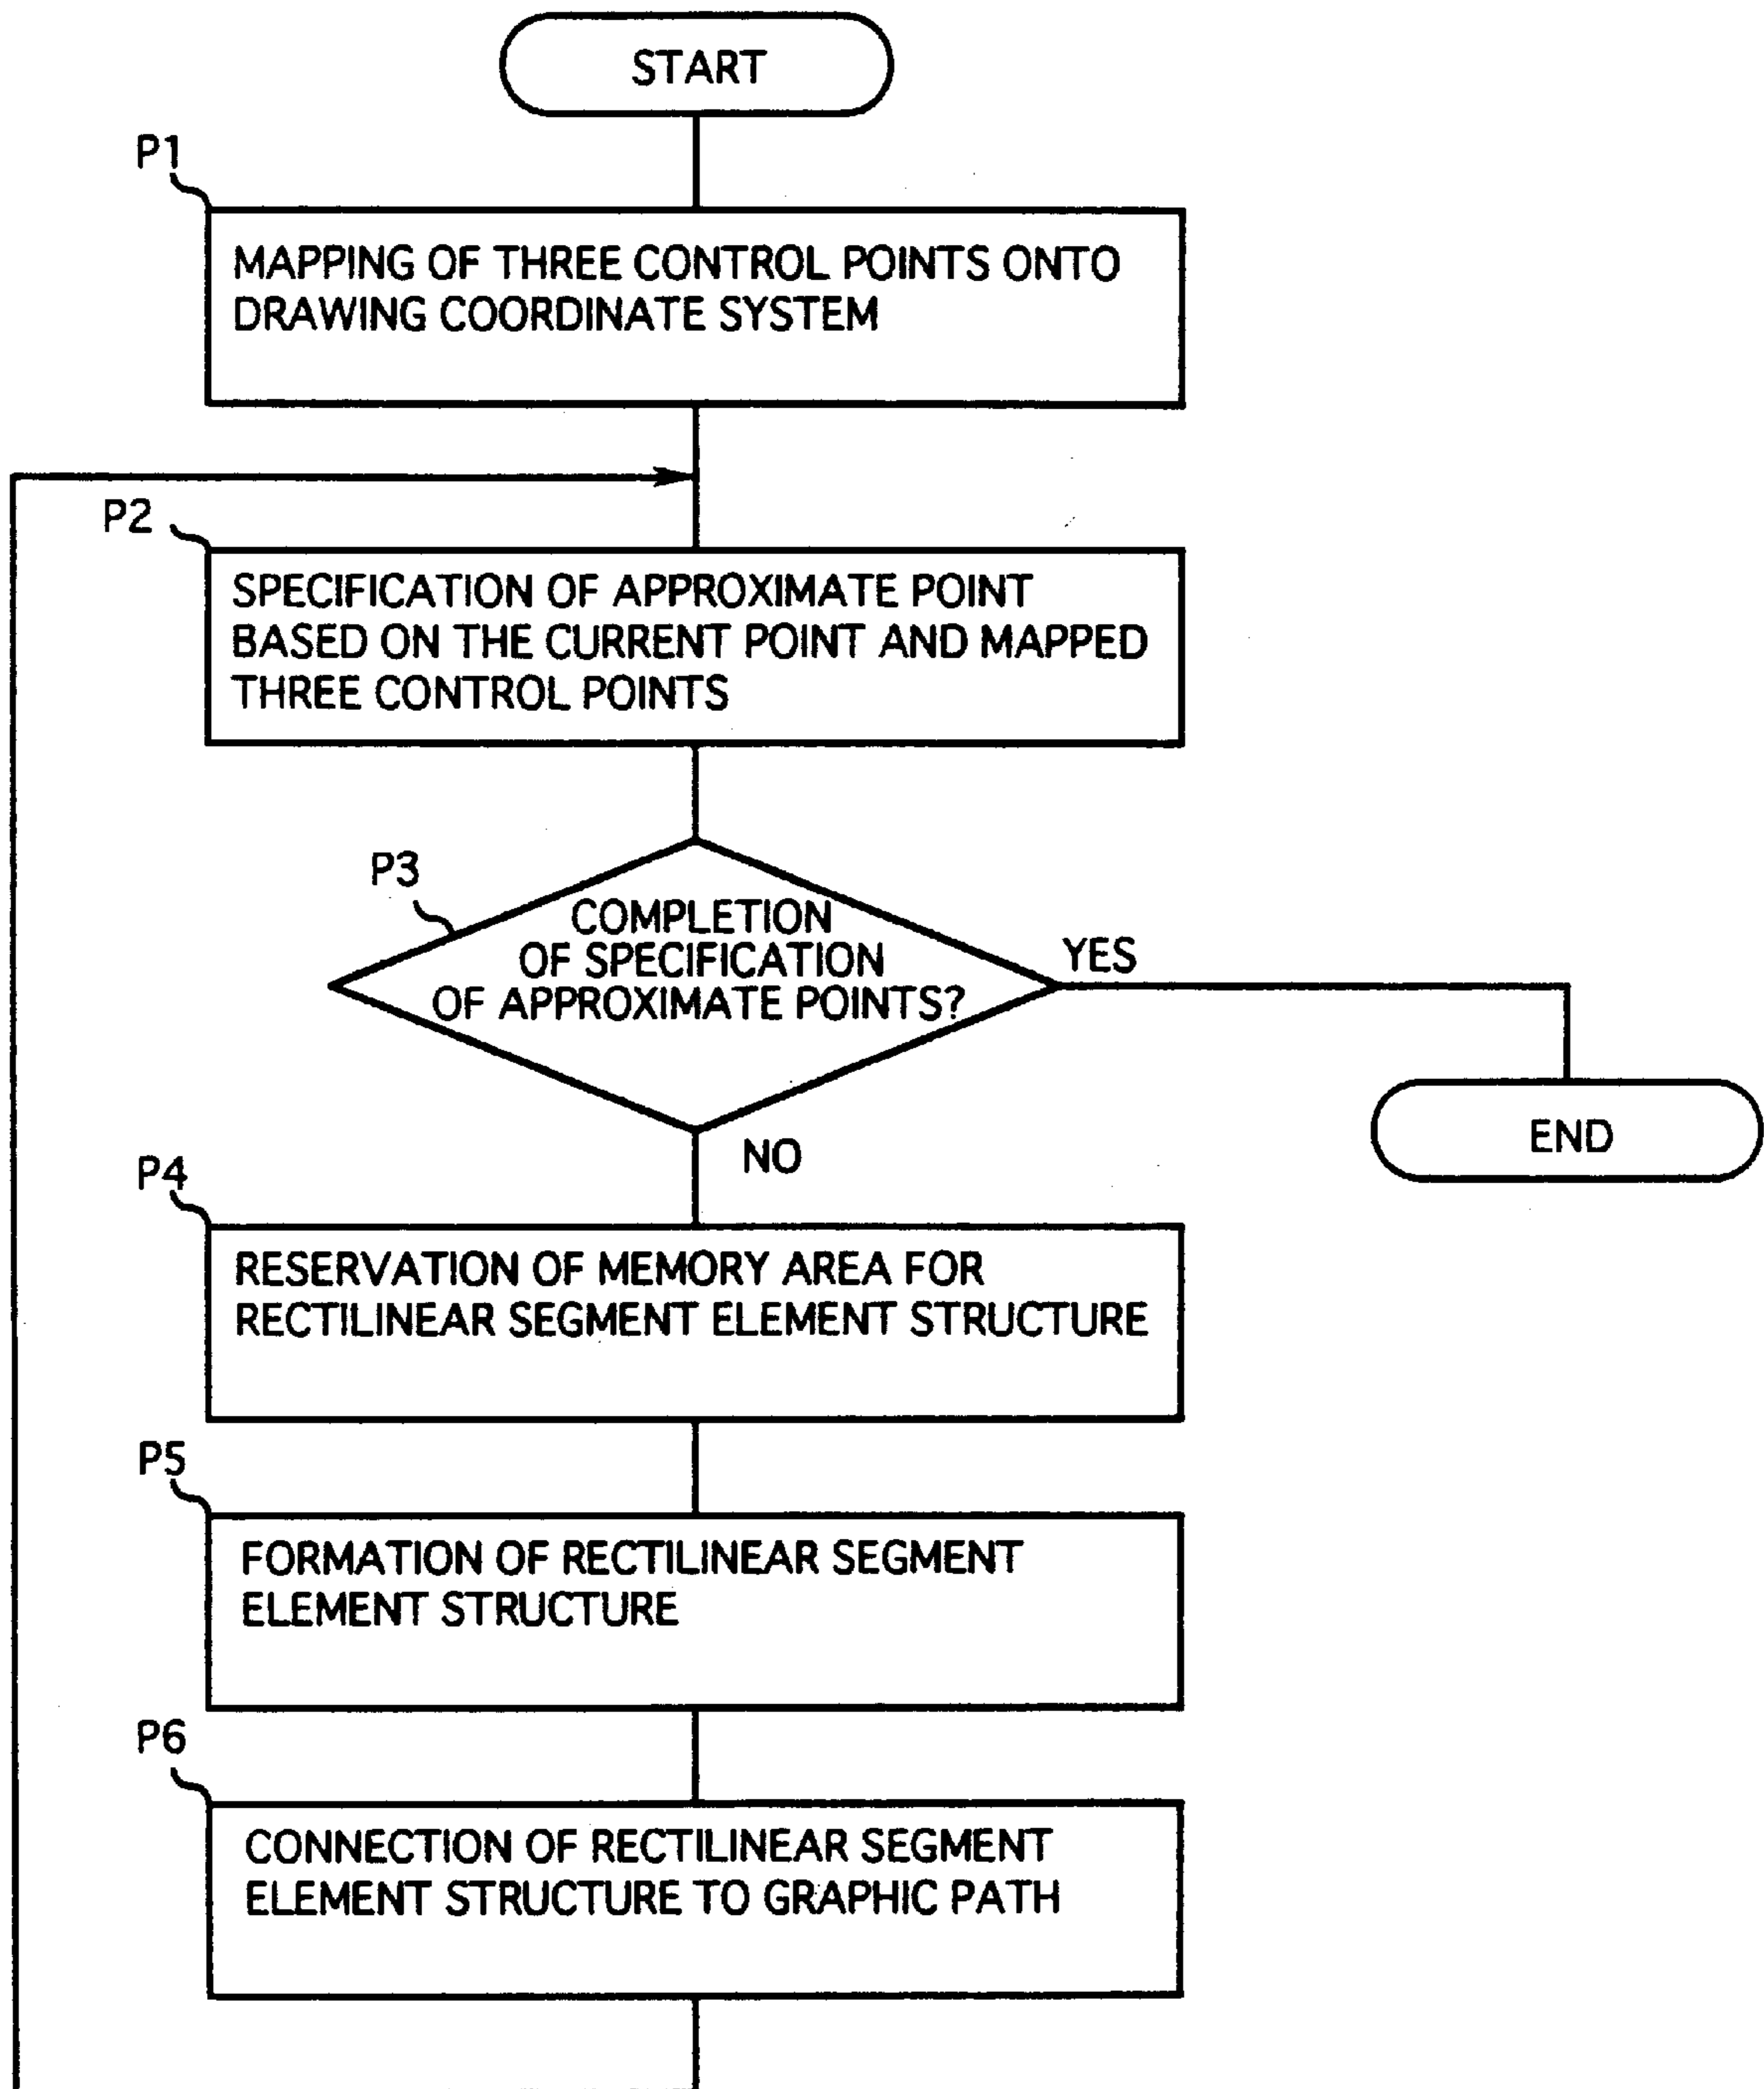 START
P1
MAPPING OF THREE CONTROL POINTS ONTO
DRAWING COORDINATE SYSTEM
P2
SPECIFICATION OF APPROXIMATE POINT
BASED ON THE CURRENT POINT AND MAPPED
THREE CONTROL POINTS
P3
COMPLETION
OF SPECIFICATION
OF APPROXIMATE POINTS?
YES
END
NO
P4
RESERVATION OF MEMORY AREA FOR
RECTILINEAR SEGMENT ELEMENT STRUCTURE
P5
FORMATION OF RECTILINEAR SEGMENT
ELEMENT STRUCTURE
P6
CONNECTION OF RECTILINEAR SEGMENT
ELEMENT STRUCTURE TO GRAPHIC PATH